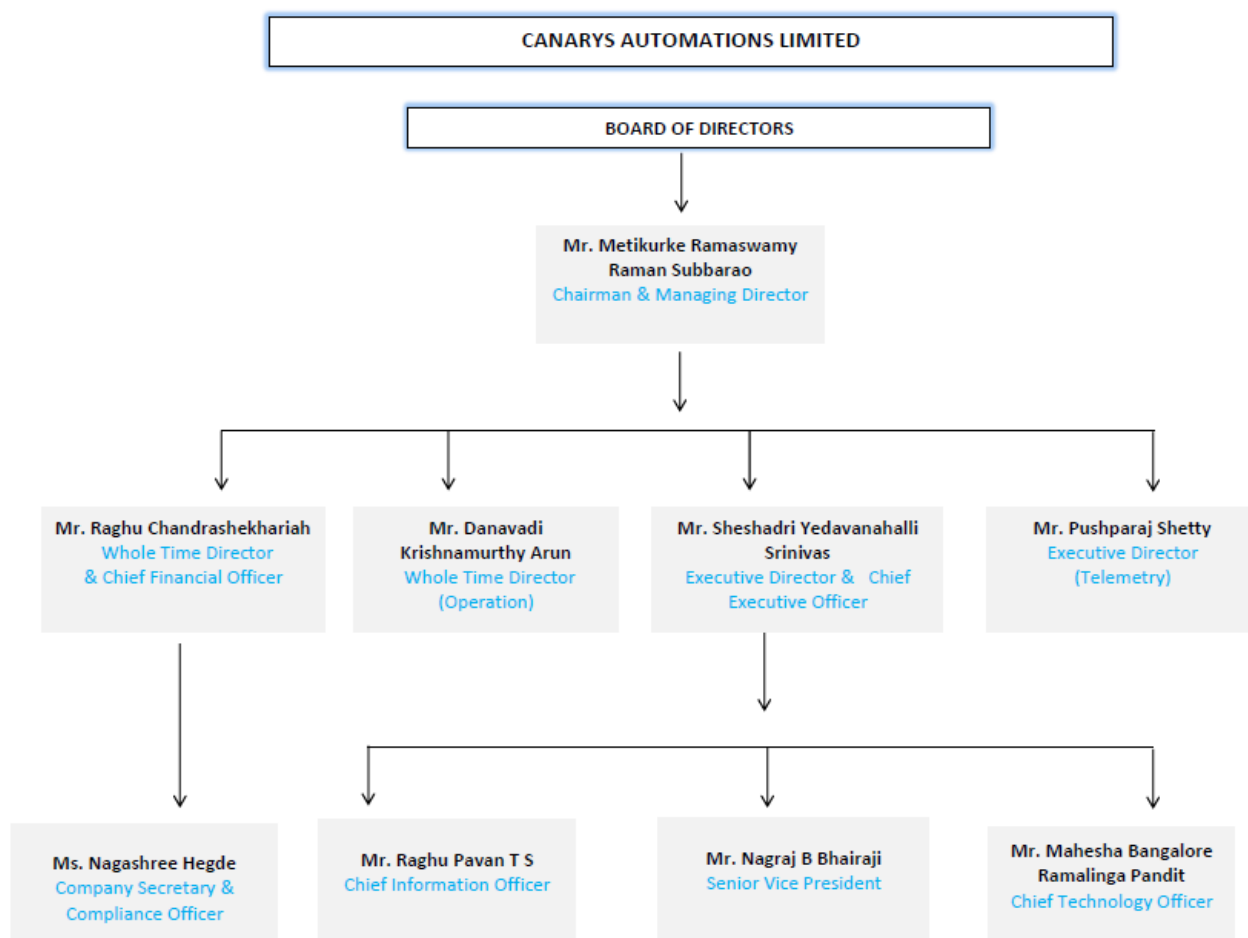 CANARYS AUTOMATIONS LIMITED
BOARD OF DIRECTORS
Mr. Metikurke Ramaswamy
Raman Subbarao
Chairman & Managing Director
Mr. Raghu Chandrashekhariah
Whole Time Director
& Chief Financial Officer
Mr. Danavadi
Krishnamurthy Arun
Whole Time Director
(Operation)
Mr. Sheshadri Yedavanahalli
Srinivas
Executive Director & Chief
Executive Officer
Mr. Pushparaj Shetty
Executive Director
(Telemetry)
Ms. Nagashree Hegde
Company Secretary &
Compliance Officer
Mr. Raghu Pavan T S
Chief Information Officer
Mr. Nagraj B Bhairaji
Senior Vice President
Mr. Mahesha Bangalore
Ramalinga Pandit
Chief Technology Officer